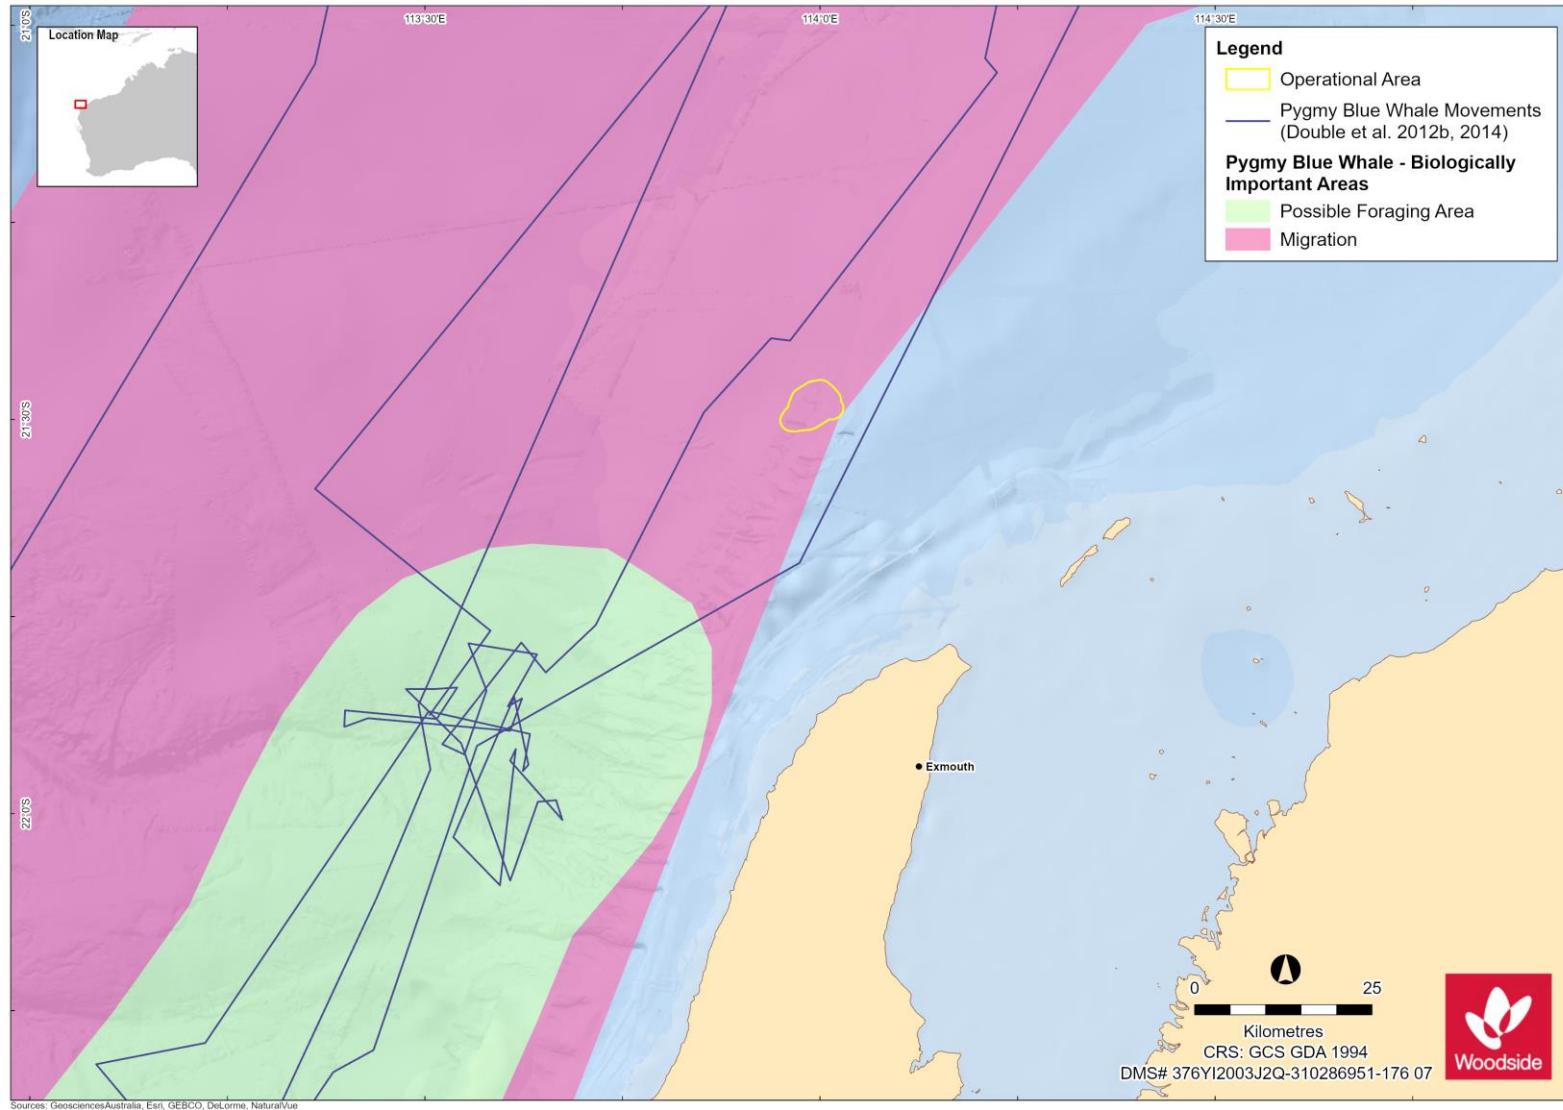 113°30'E
114°0'E
114°30'E
21°0'S
21°30'S
22°0'S
Location Map
Legend
Operational Area
Pygmy Blue Whale Movements
(Double et al. 2012b, 2014)
Pygmy Blue Whale - Biologically
Important Areas
Possible Foraging Area
Migration
Exmouth
0 25
Kilometres
CRS: GCS GDA 1994
DMS# 376YI2003J2Q-310286951-176 07
Woodside
Sources: GeosciencesAustralia, Esri, GEBCO, DeLorme, NaturalVue